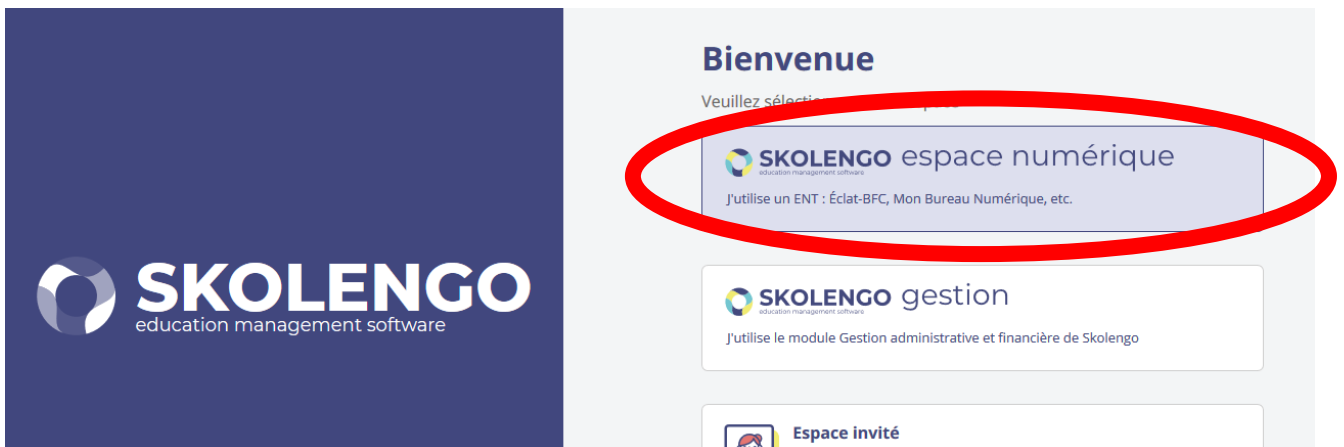 SKOLENGO
education management software
Bienvenue
Veuillez
SKOLENGO espace numérique
education management software
J'utilise un ENT : Éclat-BFC, Mon Bureau Numérique, etc.
SKOLENGO gestion
education management software
J'utilise le module Gestion administrative et financière de Skolengo
Espace invité